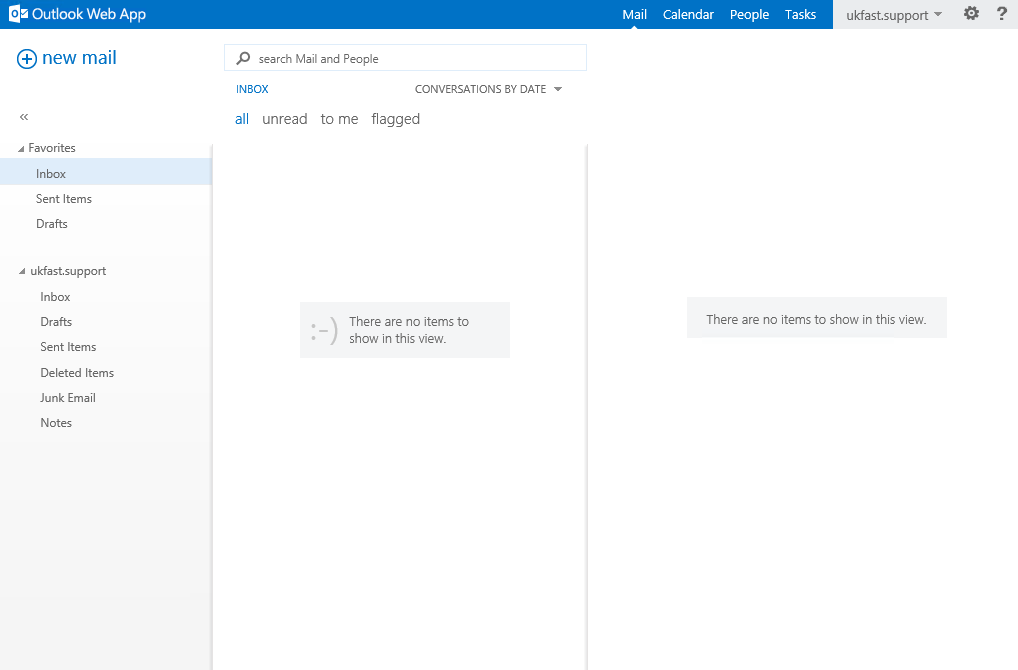 Outlook Web App
Mail
Calendar
People
Tasks
ukfast.support
?
new mail
search Mail and People
INBOX
CONVERSATIONS BY DATE
all
unread
to me
flagged
«
Favorites
Inbox
Sent Items
Drafts
ukfast.support
Inbox
Drafts
Sent Items
Deleted Items
Junk Email
Notes
:-)
There are no items to
show in this view.
There are no items to show in this view.